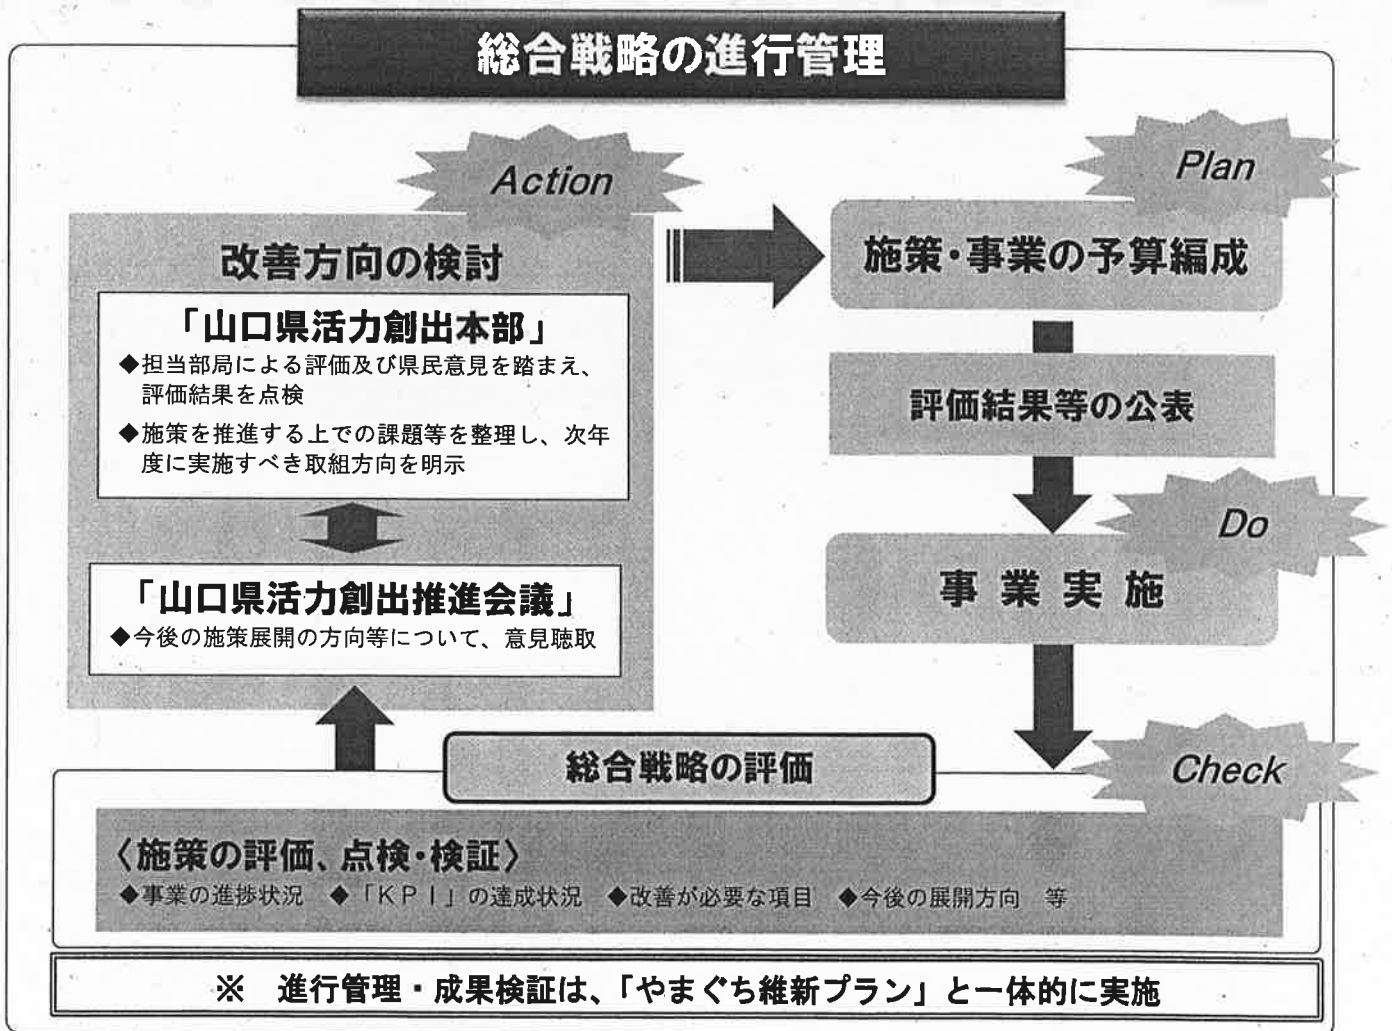 総合戦略の進行管理
Action
改善方向の検討
「山口県活力創出本部」
◆担当部局による評価及び県民意見を踏まえ、
評価結果を点検
◆施策を推進する上での課題等を整理し、次年
度に実施すべき取組方向を明示
「山口県活力創出推進会議」
◆今後の施策展開の方向等について、意見聴取
Plan
施策・事業の予算編成
評価結果等の公表
Do
事業実施
Check
総合戦略の評価
〈施策の評価、点検・検証〉
◆事業の進捗状況 ◆「KPI」の達成状況 ◆改善が必要な項目 ◆今後の展開方向 等
※ 進行管理・成果検証は、「やまぐち維新プラン」と一体的に実施